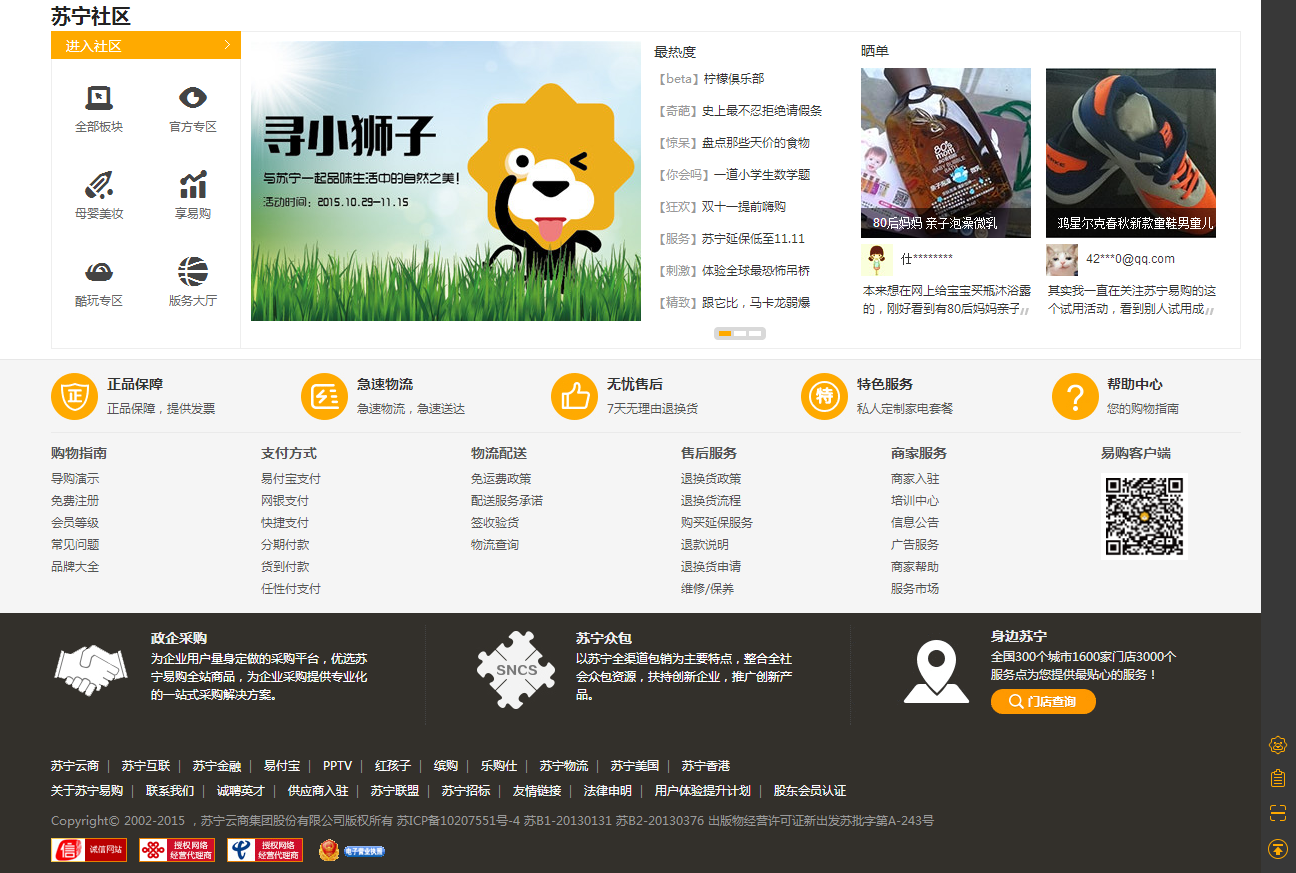 苏宁社区
进入社区
全部板块 官方专区
母婴美妆 享易购
酷玩专区 版务大厅
寻小狮子
与苏宁一起品味生活中的自然之美!
活动时间：2015.10.29—11.15
最热度
【beta】柠檬俱乐部
【奇葩】史上最不忍拒绝请假条
【惊呆】盘点那些天价的食物
【你会吗】一道小学生数学题
【狂欢】双十一提前嗨购
【服务】苏宁延保低至11.11
【刺激】体验全球最恐怖吊桥
【精致】跟它比，马卡龙弱爆
晒单
80后妈妈 亲子泡澡微乳
仕********
本来想在网上给宝宝买瓶沐浴露
的，刚好看到有80后妈妈亲子
鸿星尔克春秋新款童鞋男童儿
42***0@qq.com
其实我一直在关注苏宁易购的这
个试用活动，看到别人试用成
正
正品保障
正品保障，提供发票
急速物流
急速物流，急速送达
无忧售后
7天无理由退换货
特
特色服务
私人定制家电套餐
?
帮助中心
您的购物指南
购物指南
导购演示
免费注册
会员等级
常见问题
品牌大全
支付方式
易付宝支付
网银支付
快捷支付
分期付款
货到付款
任性付支付
物流配送
免运费政策
配送服务承诺
签收验货
物流查询
售后服务
退换货政策
退换货流程
购买延保服务
退款说明
退换货申请
维修/保养
商家服务
商家入驻
培训中心
信息公告
广告服务
商家帮助
服务市场
易购客户端
政企采购
为企业用户量身定做的采购平台，优选苏
宁易购全站商品，为企业采购提供专业化
的一站式采购解决方案。
SNCS
苏宁众包
以苏宁全渠道包销为主要特点，整合全社
会众包资源，扶持创新企业，推广创新产
品。
身边苏宁
全国300个城市1600家门店3000个
服务点为您提供最贴心的服务！
门店查询
苏宁云商 | 苏宁互联 | 苏宁金融 | 易付宝 | PPTV | 红孩子 | 缤购 | 乐购仕 | 苏宁物流 | 苏宁美国 | 苏宁香港
关于苏宁易购 | 联系我们 | 诚聘英才 | 供应商入驻 | 苏宁联盟 | 苏宁招标 | 友情链接 | 法律申明 | 用户体验提升计划 | 股东会员认证
Copyright© 2002-2015 ，苏宁云商集团股份有限公司版权所有 苏ICP备10207551号-4 苏B1-20130131 苏B2-20130376 出版物经营许可证新出发苏批字第A-243号
信 诚信网站
授权网络
经营代理商
授权网络
经营代理商
电子营业执照